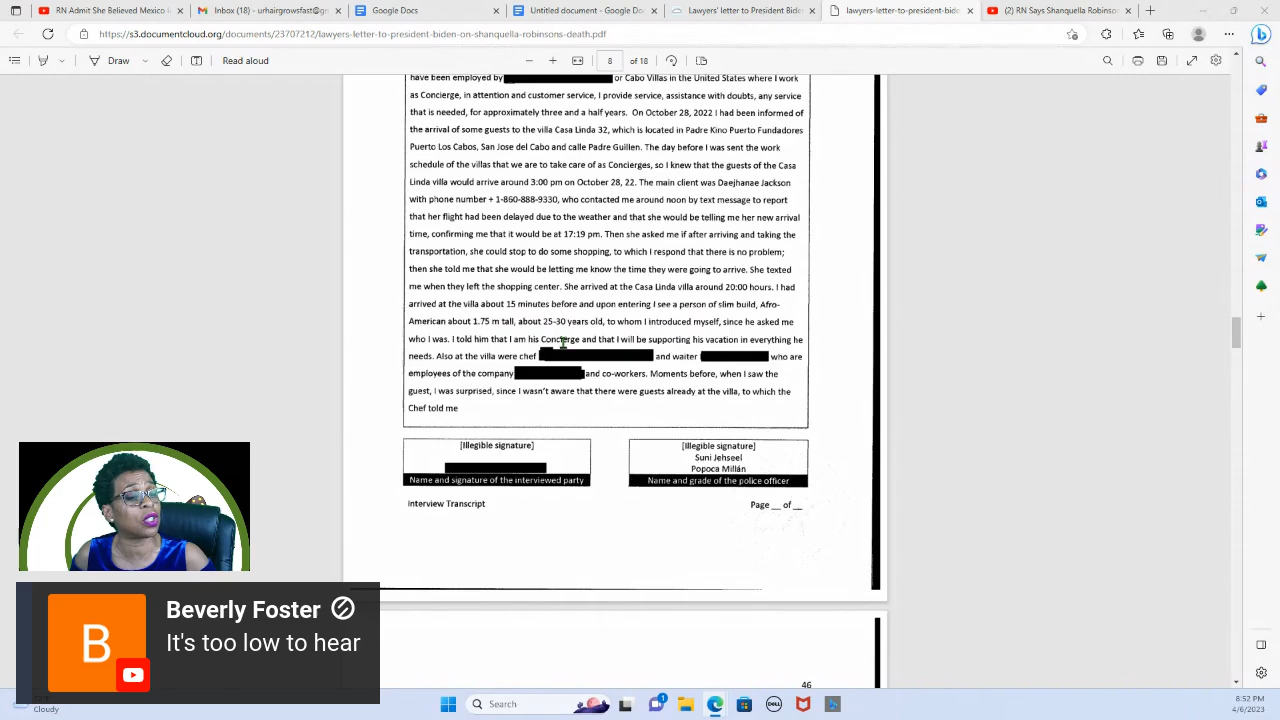 RN She Believed Mexico
Inbox (18) - urhairgrovesfast@gm
Google Docs
Untitled document - Google Doc
Lawyers' letter to President Bide
lawyers-letter-to-president-bide
(2) RN Says Shanquella Robinso
https://s3.documentcloud.org/documents/23707212/lawyers-letter-to-president-biden-on-shanquella-robinsons-death.pdf
Draw
Read aloud
8 of 18
have been employed by or Cabo Villas in the United States where I work
as Concierge, in attention and customer service, I provide service, assistance with doubts, any service
that is needed, for approximately three and a half years. On October 28, 2022 I had been informed of
the arrival of some guests to the villa Casa Linda 32, which is located in Padre Kino Puerto Fundadores
Puerto Los Cabos, San Jose del Cabo and calle Padre Guillen. The day before I was sent the work
schedule of the villas that we are to take care of as Concierges, so I knew that the guests of the Casa
Linda villa would arrive around 3:00 pm on October 28, 22. The main client was Daejhanae Jackson
with phone number + 1-860-888-9330, who contacted me around noon by text message to report
that her flight had been delayed due to the weather and that she would be telling me her new arrival
time, confirming me that it would be at 17:19 pm. Then she asked me if after arriving and taking the
transportation, she could stop to do some shopping, to which I respond that there is no problem;
then she told me that she would be letting me know the time they were going to arrive. She texted
me when they left the shopping center. She arrived at the Casa Linda villa around 20:00 hours. I had
arrived at the villa about 15 minutes before and upon entering I see a person of slim build, Afro-
American about 1.75 m tall, about 25-30 years old, to whom I introduced myself, since he asked me
who I was. I told him that I am his Concierge and that I will be supporting his vacation in everything he
needs. Also at the villa were chef and waiter who are
employees of the company and co-workers. Moments before, when I saw the
guest, I was surprised, since I wasn't aware that there were guests already at the villa, to which the
Chef told me
[Illegible signature]
Name and signature of the interviewed party
[Illegible signature]
Suni Jehseel
Popoca Millán
Name and grade of the police officer
Interview Transcript
Page __ of __
46
B
Beverly Foster
It's too low to hear
Cloudy
Search
1
DELL
8:52 PM
4/6/2023